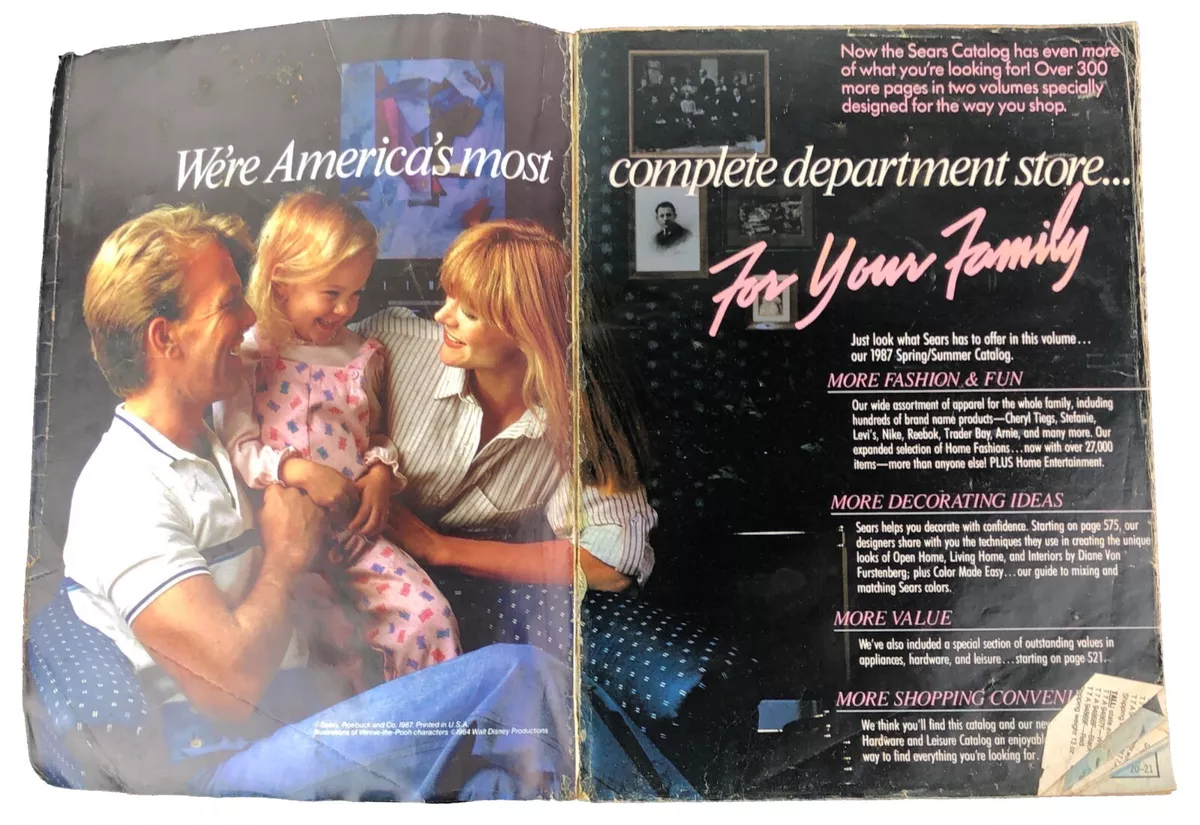 We're America's most complete department store...
For Your Family
Now the Sears Catalog has even more
of what you're looking for! Over 300
more pages in two volumes specially
designed for the way you shop.
Just look what Sears has to offer in this volume...
our 1987 Spring/Summer Catalog.
MORE FASHION & FUN
Our wide assortment of apparel for the whole family, including
hundreds of brand name products—Cheryl Tiegs, Stefanie,
Levi's, Nike, Reebok, Trader Bay, Arnie, and many more. Our
expanded selection of Home Fashions...now with over 27,000
items—more than anyone else! PLUS Home Entertainment.
MORE DECORATING IDEAS
Sears helps you decorate with confidence. Starting on page 575, our
designers share with you the techniques they use in creating the unique
looks of Open Home, Living Home, and Interiors by Diane Von
Furstenberg; plus Color Made Easy...our guide to mixing and
matching Sears colors.
MORE VALUE
We've also included a special section of outstanding values in
appliances, hardware, and leisure...starting on page 521.
MORE SHOPPING CONVENI
We think you'll find this catalog and our new
Hardware and Leisure Catalog an enjoyabl
way to find everything you're looking for.
20-21
©Sears, Roebuck and Co. 1987. Printed in U.S.A.
Illustrations of Winnie-the-Pooh characters ©1964 Walt Disney Productions